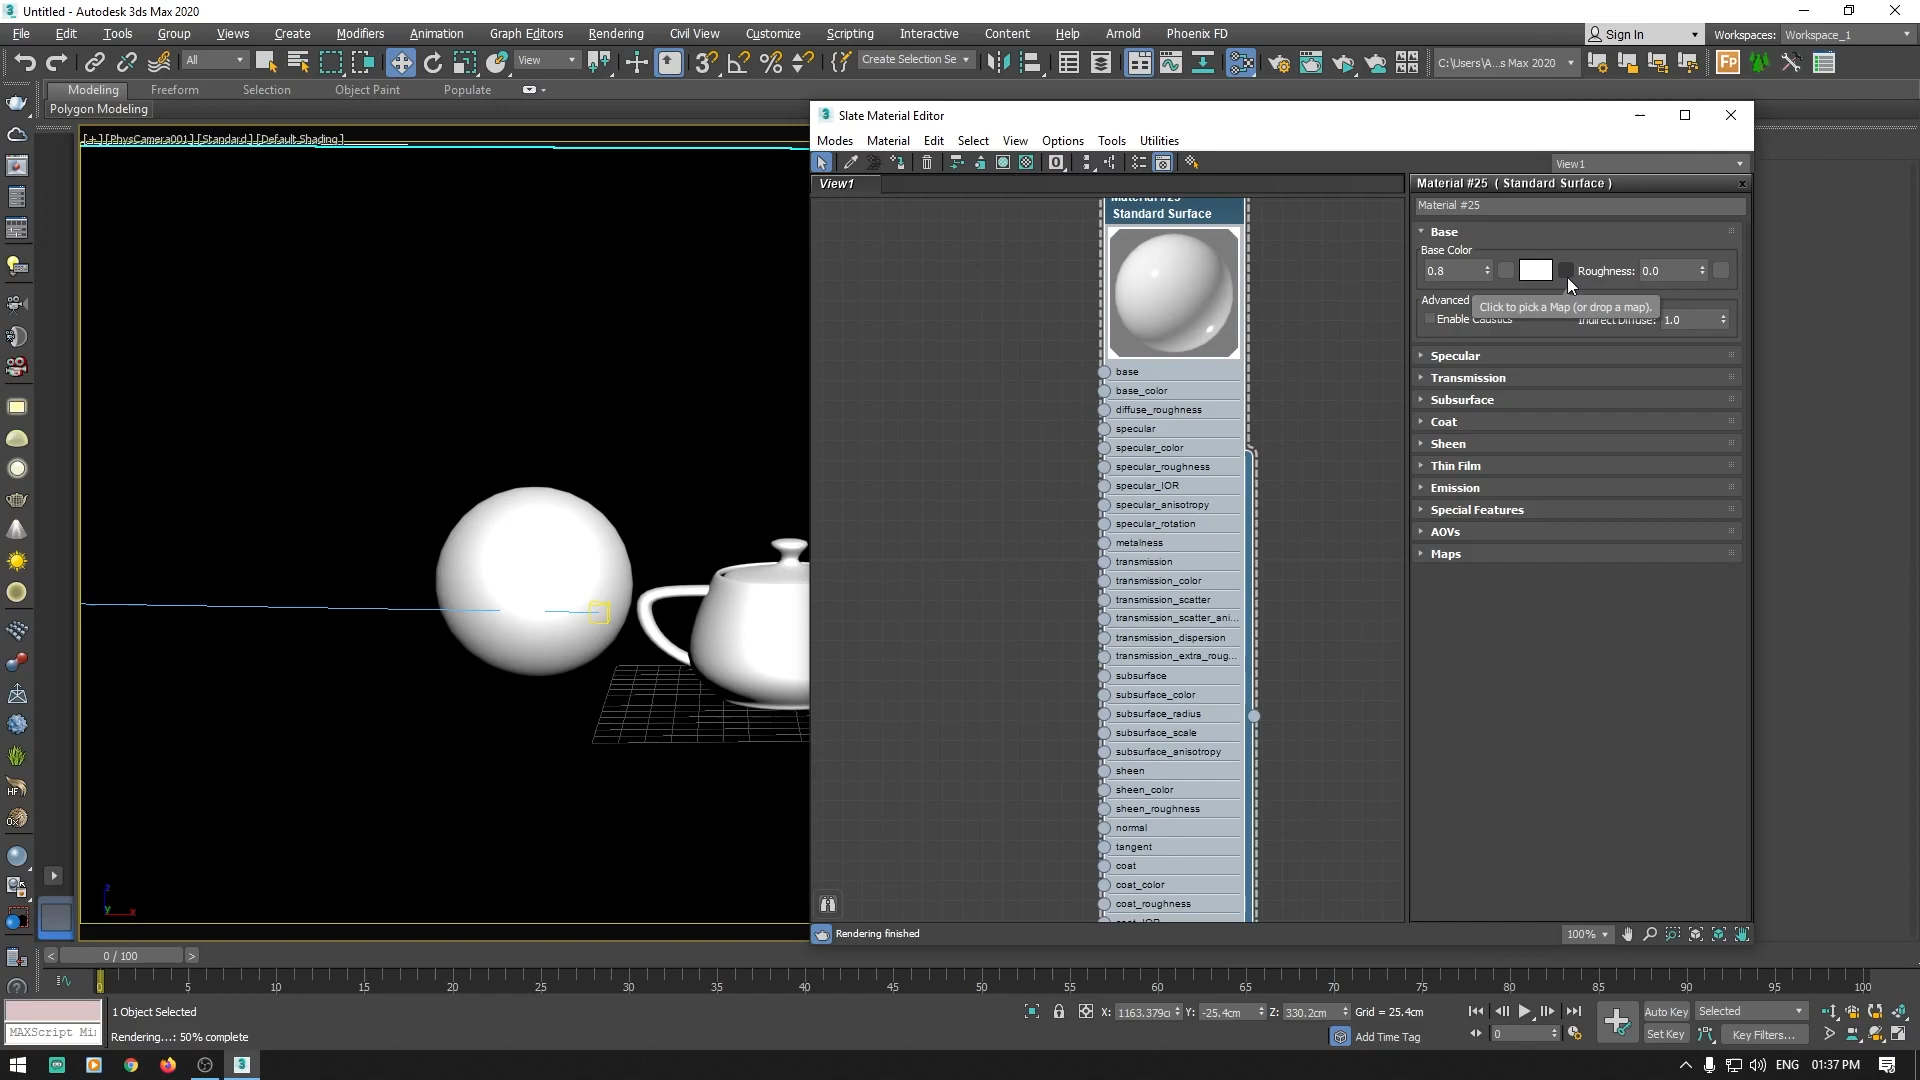 Untitled - Autodesk 3ds Max 2020
File Edit Tools Group Views Create Modifiers Animation Graph Editors Rendering Civil View Customize Scripting Interactive Content Help Arnold Phoenix FD
Sign In Workspaces: Workspace_1
All View Create Selection Se C:\Users\A...s Max 2020
Modeling Freeform Selection Object Paint Populate
Polygon Modeling
[+] [PhysCamera001] [Standard] [Default Shading]
Slate Material Editor
Modes Material Edit Select View Options Tools Utilities
View1
View1
Material #25 ( Standard Surface )
Material #25
Base
Base Color
0.8 Roughness: 0.0
Advanced
Click to pick a Map (or drop a map).
Enable Caustics Indirect Diffuse: 1.0
Specular
Transmission
Subsurface
Coat
Sheen
Thin Film
Emission
Special Features
AOVs
Maps
Material #25
Standard Surface
base
base_color
diffuse_roughness
specular
specular_color
specular_roughness
specular_IOR
specular_anisotropy
specular_rotation
metalness
transmission
transmission_color
transmission_scatter
transmission_scatter_ani...
transmission_dispersion
transmission_extra_roug...
subsurface
subsurface_color
subsurface_radius
subsurface_scale
subsurface_anisotropy
sheen
sheen_color
sheen_roughness
normal
tangent
coat
coat_color
coat_roughness
coat_IOR
Rendering finished
100%
z
y x
0 / 100
0 5 10 15 20 25 30 35 40 45 50 55 60 65 70 75 80 85 90 95 100
1 Object Selected
X: 1163.379c Y: -25.4cm Z: 330.2cm Grid = 25.4cm
Auto Key Selected
MAXScript Mi
Rendering...: 50% complete
Add Time Tag
0
Set Key Key Filters...
ENG 01:37 PM